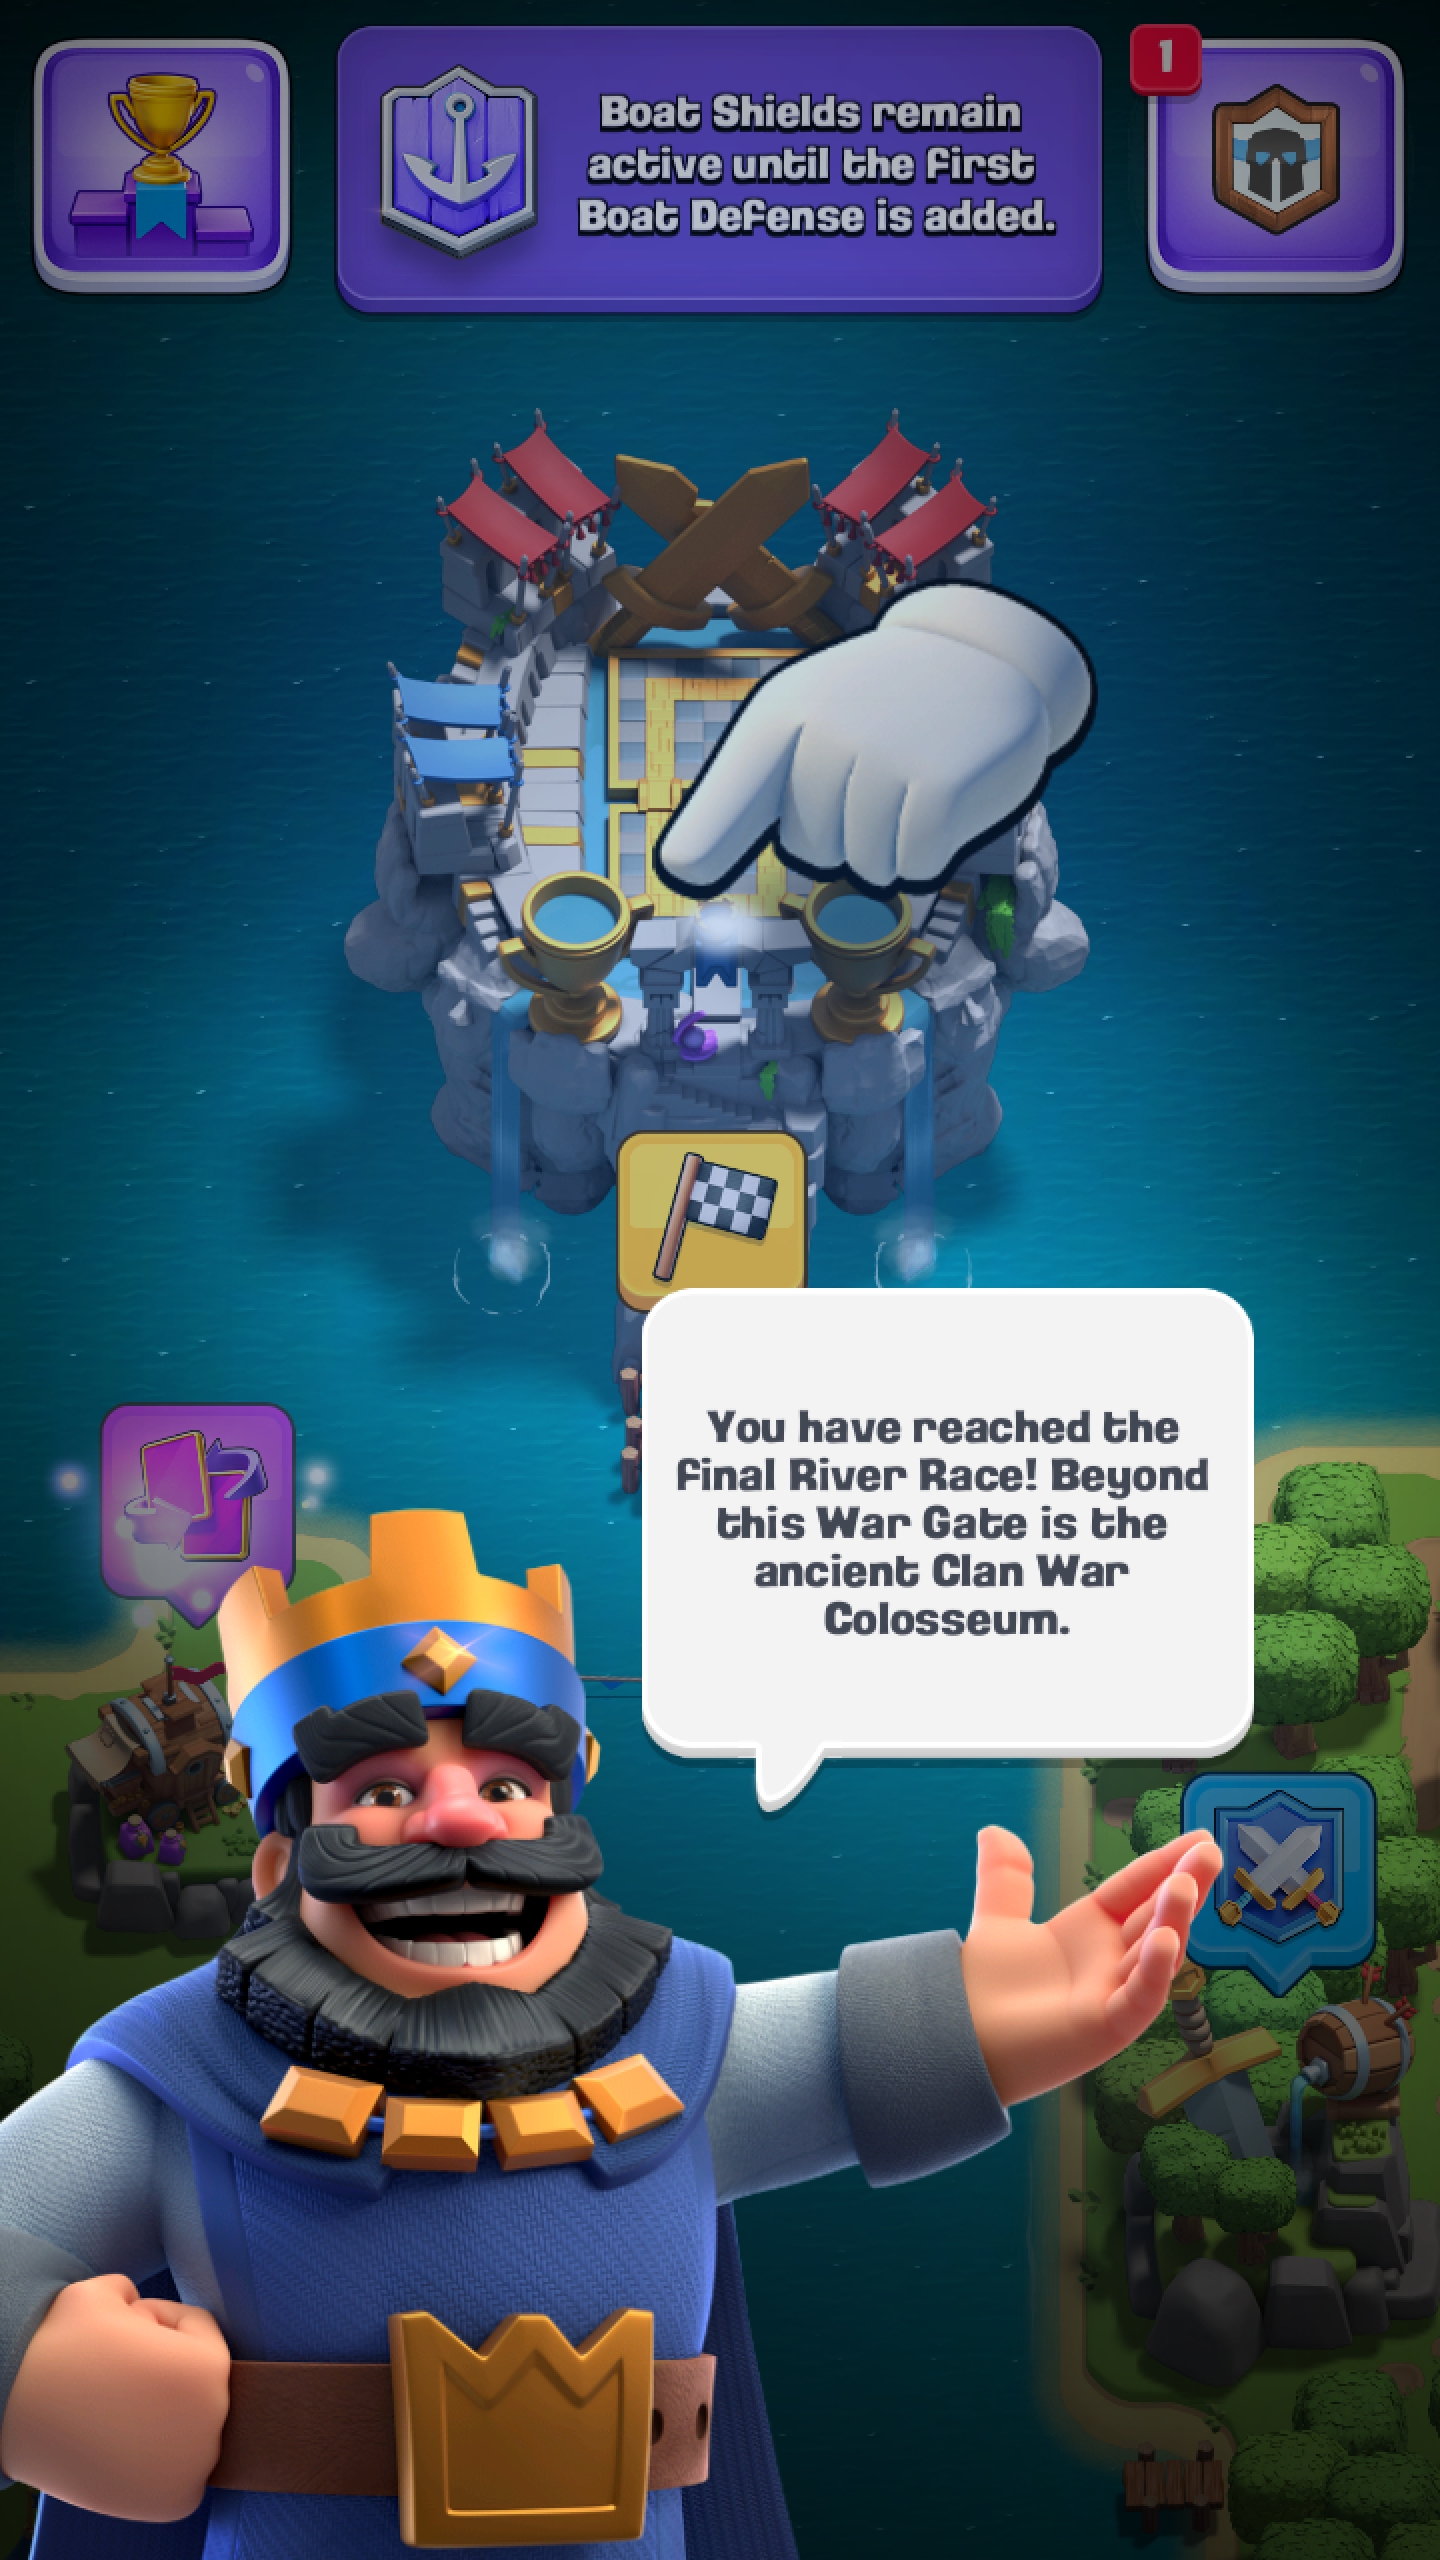 1
Boat Shields remain
active until the first
Boat Defense is added.
You have reached the
final River Race! Beyond
this War Gate is the
ancient Clan War
Colosseum.